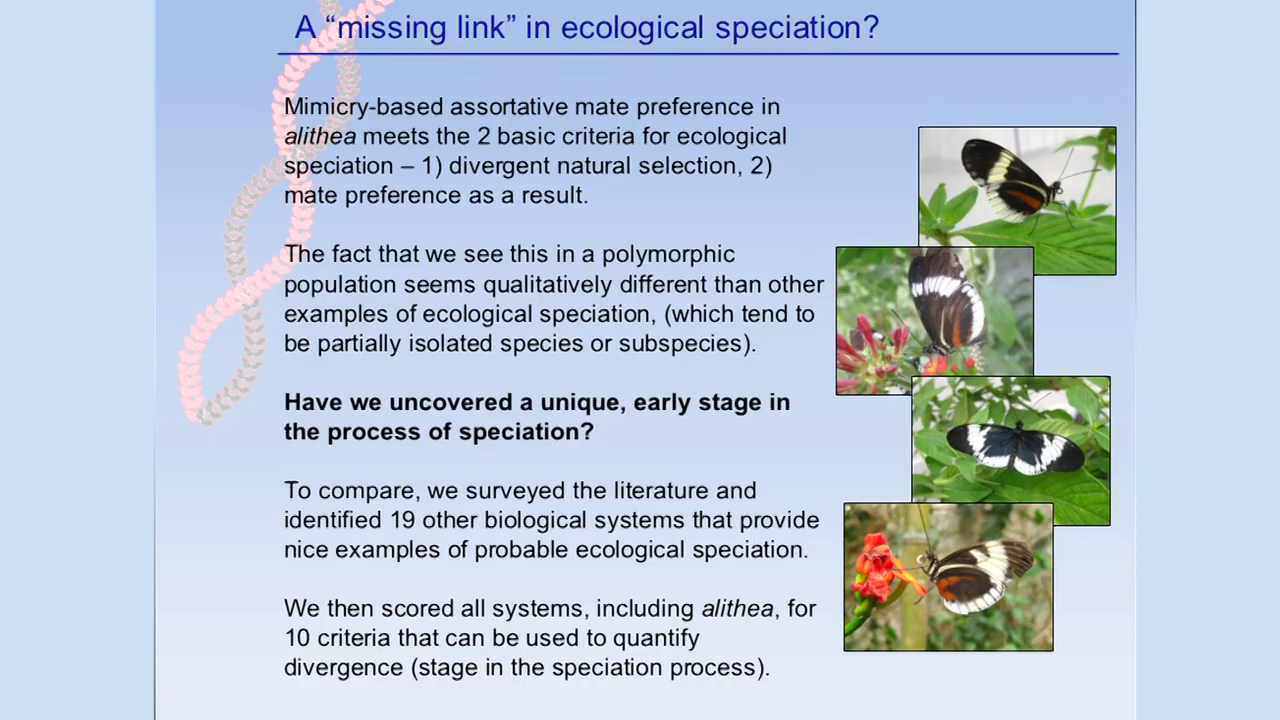 A “missing link” in ecological speciation?
Mimicry-based assortative mate preference in
alithea meets the 2 basic criteria for ecological
speciation – 1) divergent natural selection, 2)
mate preference as a result.
The fact that we see this in a polymorphic
population seems qualitatively different than other
examples of ecological speciation, (which tend to
be partially isolated species or subspecies).
Have we uncovered a unique, early stage in
the process of speciation?
To compare, we surveyed the literature and
identified 19 other biological systems that provide
nice examples of probable ecological speciation.
We then scored all systems, including alithea, for
10 criteria that can be used to quantify
divergence (stage in the speciation process).